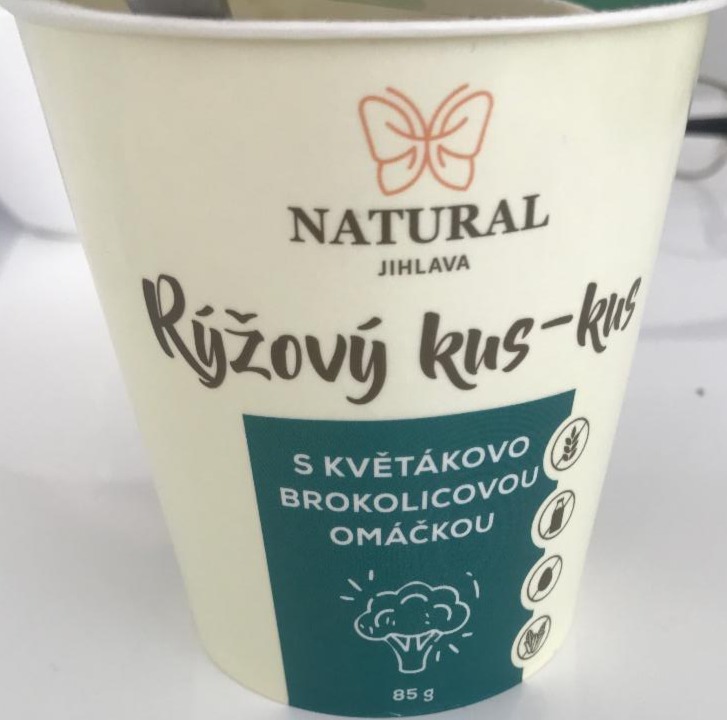 NATURAL
JIHLAVA
Rýžový kus-kus
S KVĚTÁKOVO
BROKOLICOVOU
OMÁČKOU
85 g